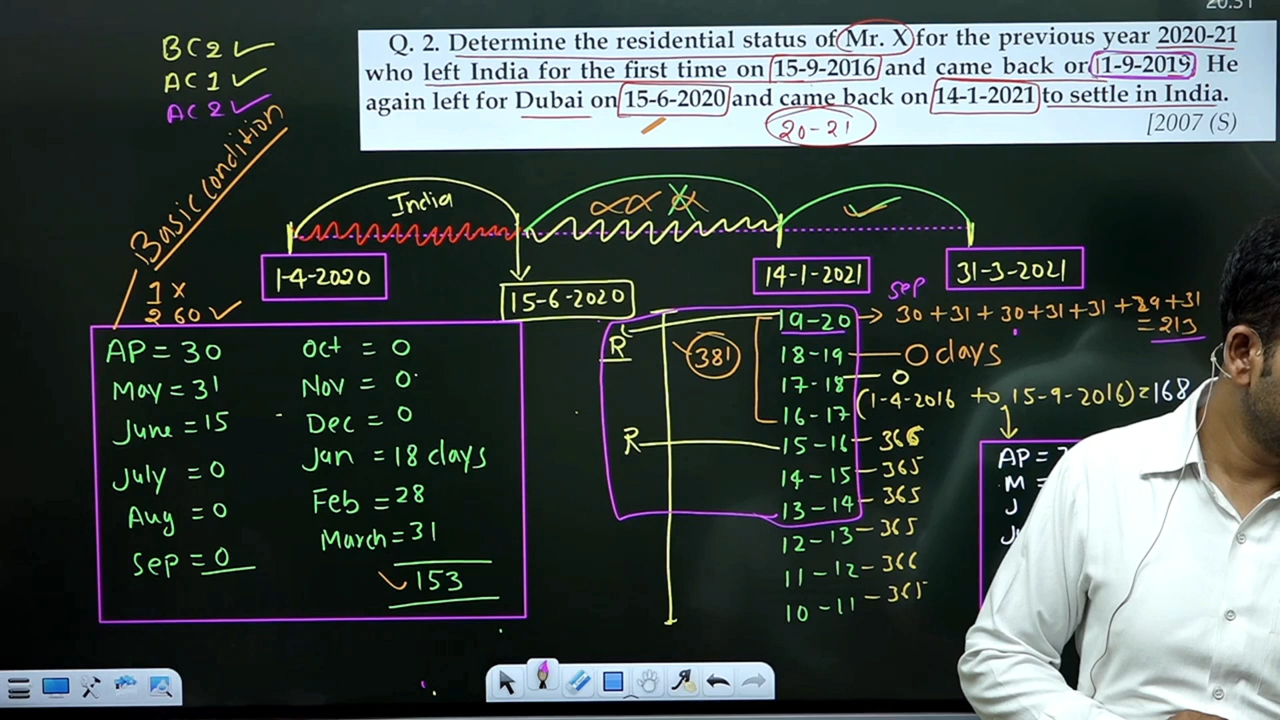 BC2 ✓
AC1 ✓
AC2 ✓
Basic condition
1 x
2 60 ✓
Q. 2. Determine the residential status of Mr. X for the previous year 2020-21
who left India for the first time on 15-9-2016 and came back or 1-9-2019. He
again left for Dubai on 15-6-2020 and came back on 14-1-2021 to settle in India.
20-21
[2007 (S)
India
1-4-2020
15-6-2020
14-1-2021
31-3-2021
AP = 30
May = 31
June = 15
July = 0
Aug = 0
Sep = 0
Oct = 0
Nov = 0
Dec = 0
Jan = 18 days
Feb = 28
March = 31
153
sep
R
381
19-20 → 30 + 31 + 30 + 31 + 31 + 29 + 31
= 213
18-19 — 0 days
17-18 — 0
16-17 (1-4-2016 to 15-9-2016) = 168
R
15-16 — 366
14-15 — 365
13-14 — 365
12-13 — 365
11-12 — 366
10-11 — 365
AP =
M =
J